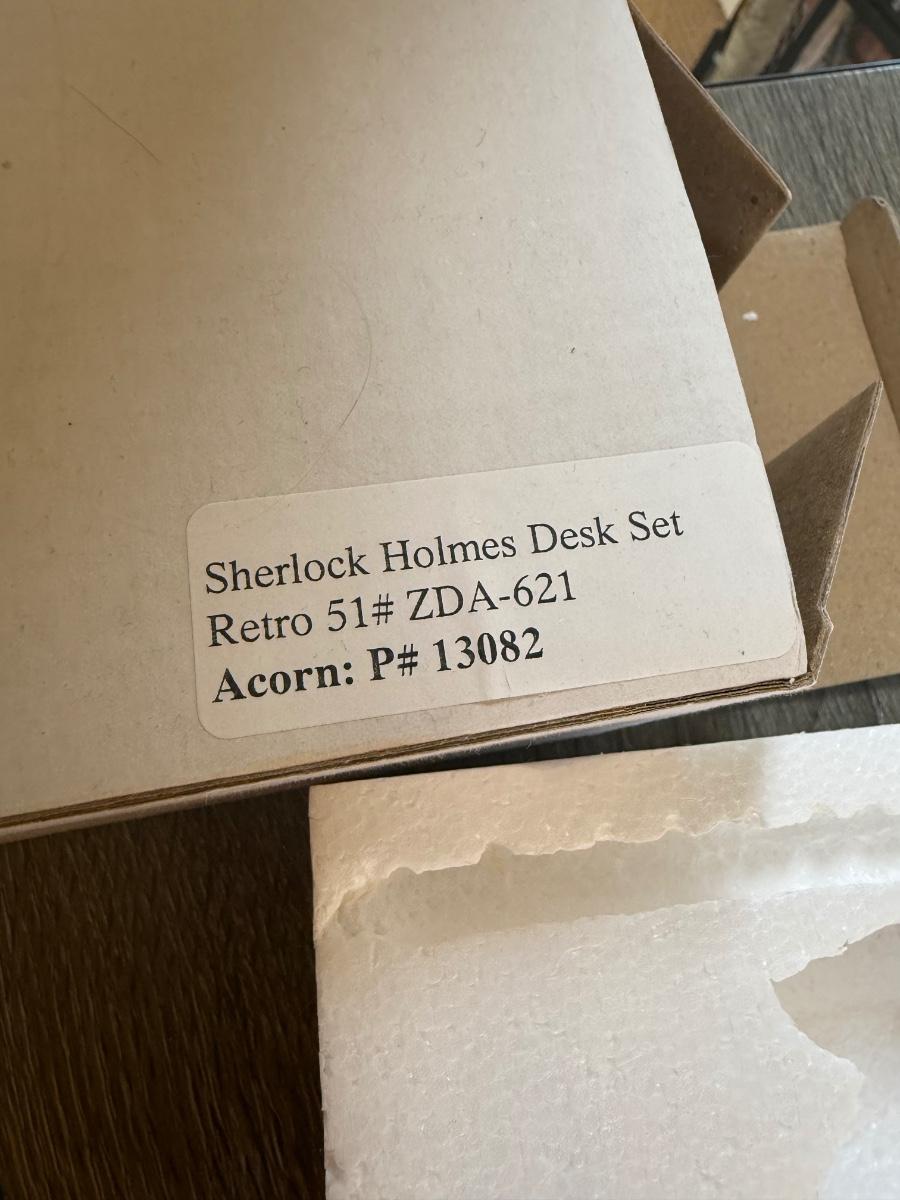 Sherlock Holmes Desk Set
Retro 51# ZDA-621
Acorn: P# 13082